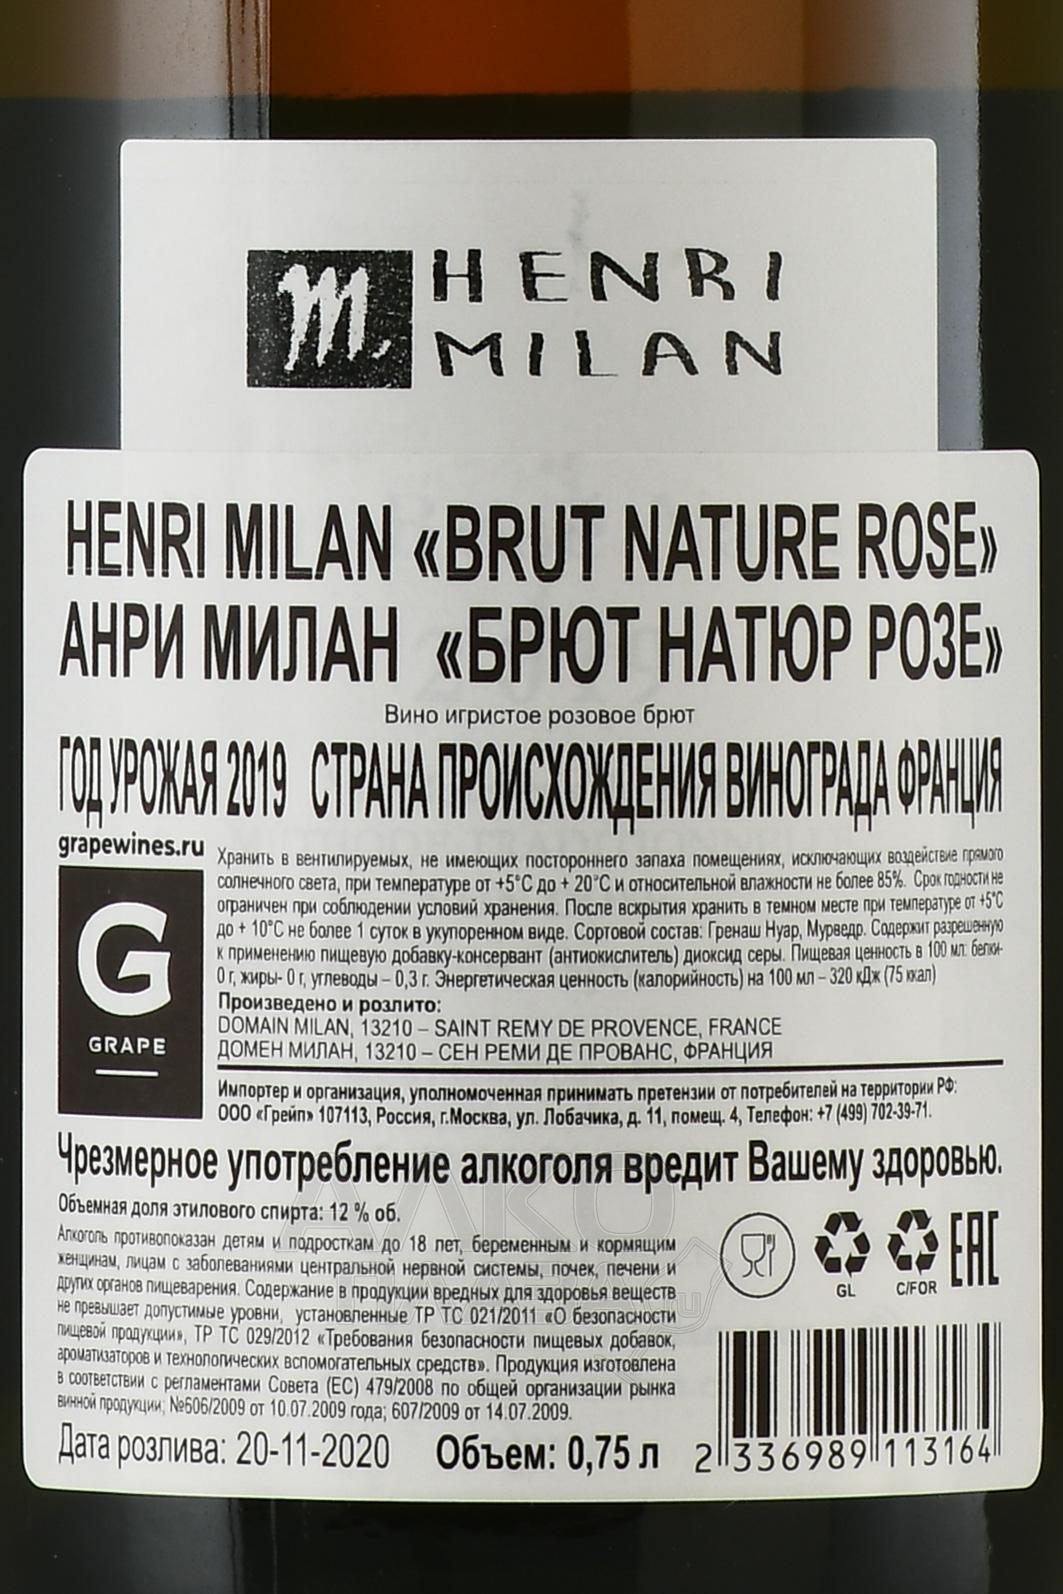 m. HENRI
MILAN
HENRI MILAN «BRUT NATURE ROSE»
АНРИ МИЛАН «БРЮТ НАТЮР РОЗЕ»
Вино игристое розовое брют
ГОД УРОЖАЯ 2019 СТРАНА ПРОИСХОЖДЕНИЯ ВИНОГРАДА ФРАНЦИЯ
grapewines.ru
G
GRAPE
Хранить в вентилируемых, не имеющих постороннего запаха помещениях, исключающих воздействие прямого
солнечного света, при температуре от +5°С до + 20°С и относительной влажности не более 85%. Срок годности не
ограничен при соблюдении условий хранения. После вскрытия хранить в темном месте при температуре от +5°С
до + 10°С не более 1 суток в укупоренном виде. Сортовой состав: Гренаш Нуар, Мурведр. Содержит разрешенную
к применению пищевую добавку-консервант (антиокислитель) диоксид серы. Пищевая ценность в 100 мл: белки-
0 г, жиры- 0 г, углеводы – 0,3 г. Энергетическая ценность (калорийность) на 100 мл – 320 кДж (75 ккал)
Произведено и розлито:
DOMAIN MILAN, 13210 – SAINT REMY DE PROVENCE, FRANCE
ДОМЕН МИЛАН, 13210 – СЕН РЕМИ ДЕ ПРОВАНС, ФРАНЦИЯ
Импортер и организация, уполномоченная принимать претензии от потребителей на территории РФ:
ООО «Грейп» 107113, Россия, г.Москва, ул. Лобачика, д. 11, помещ. 4, Телефон: +7 (499) 702-39-71.
Чрезмерное употребление алкоголя вредит Вашему здоровью.
Объемная доля этилового спирта: 12 % об.
Алкоголь противопоказан детям и подросткам до 18 лет, беременным и кормящим
женщинам, лицам с заболеваниями центральной нервной системы, почек, печени и
других органов пищеварения. Содержание в продукции вредных для здоровья веществ
не превышает допустимые уровни, установленные ТР ТС 021/2011 «О безопасности
пищевой продукции», ТР ТС 029/2012 «Требования безопасности пищевых добавок,
ароматизаторов и технологических вспомогательных средств». Продукция изготовлена
в соответствии с регламентами Совета (ЕС) 479/2008 по общей организации рынка
винной продукции; №606/2009 от 10.07.2009 года; 607/2009 от 14.07.2009.
GL
C/FOR
EAC
Дата розлива: 20-11-2020 Объем: 0,75 л
2 336989 113164